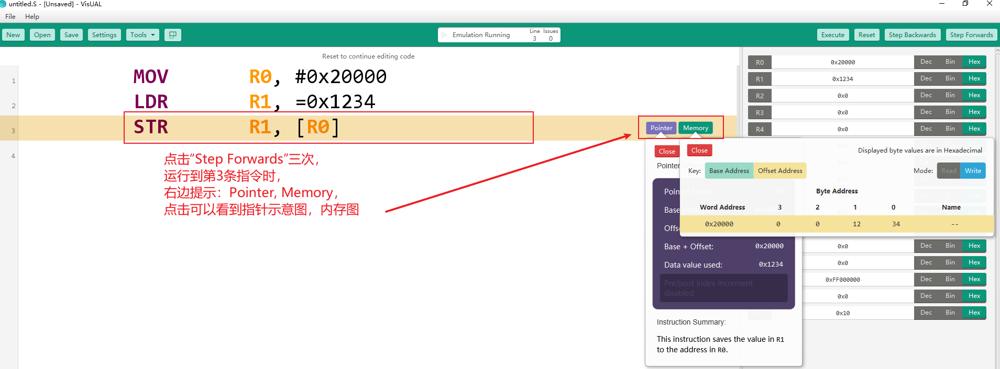 untitled.S - [Unsaved] - VisUAL
File Help
New Open Save Settings Tools Emulation Running Line 3 Issues 0 Execute Reset Step Backwards Step Forwards
Reset to continue editing code
1 MOV R0, #0x20000
2 LDR R1, =0x1234
3 STR R1, [R0]
4
点击“Step Forwards”三次，
运行到第3条指令时，
右边提示：Pointer, Memory，
点击可以看到指针示意图，内存图
Pointer Memory
R0 0x20000 Dec Bin Hex
R1 0x1234 Dec Bin Hex
R2 0x0 Dec Bin Hex
R3 0x0 Dec Bin Hex
R4 0x0 Dec Bin Hex
Close
Pointer
Pointer Name
Base
Offs
Base + Offset: 0x20000
Data value used: 0x1234
Pre/post index increment
disabled
Instruction Summary:
This instruction saves the value in R1
to the address in R0.
Close Displayed byte values are in Hexadecimal
Key: Base Address Offset Address Mode: Read Write
Byte Address
Word Address 3 2 1 0 Name
0x20000 0 0 12 34 --
0x0 Dec Bin Hex
0x0 Dec Bin Hex
0xFF000000 Dec Bin Hex
0x0 Dec Bin Hex
0x10 Dec Bin Hex